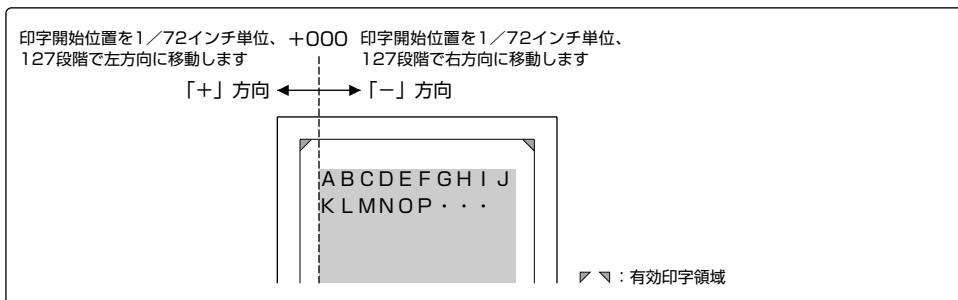 印字開始位置を1／72インチ単位、
127段階で左方向に移動します
+000
印字開始位置を1／72インチ単位、
127段階で右方向に移動します
「＋」方向
「－」方向
ＡＢＣＤＥＦＧＨＩＪ
ＫＬＭＮＯＰ・・・
：有効印字領域